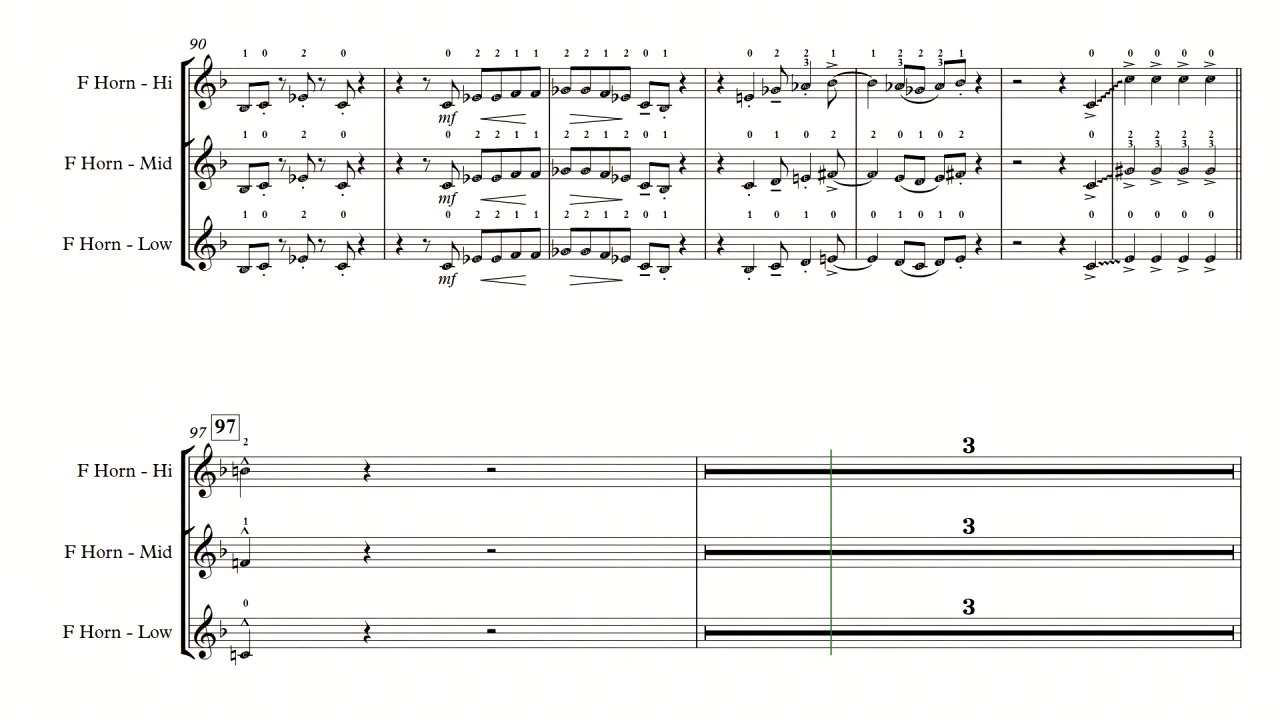 90
1 0 2 0 0 2 2 1 1 2 2 1 2 0 1 0 2 2 3 1 1 2 3 0 2 3 1 0 0 0 0 0
F Horn - Hi
mf
1 0 2 0 0 2 2 1 1 2 2 1 2 0 1 0 1 0 2 2 0 1 0 2 0 2 3 2 3 2 3 2 3
F Horn - Mid
mf
1 0 2 0 0 2 2 1 1 2 2 1 2 0 1 1 0 1 0 0 1 0 1 0 0 0 0 0 0
F Horn - Low
mf
97 97
2 3
F Horn - Hi
1 3
F Horn - Mid
0 3
F Horn - Low